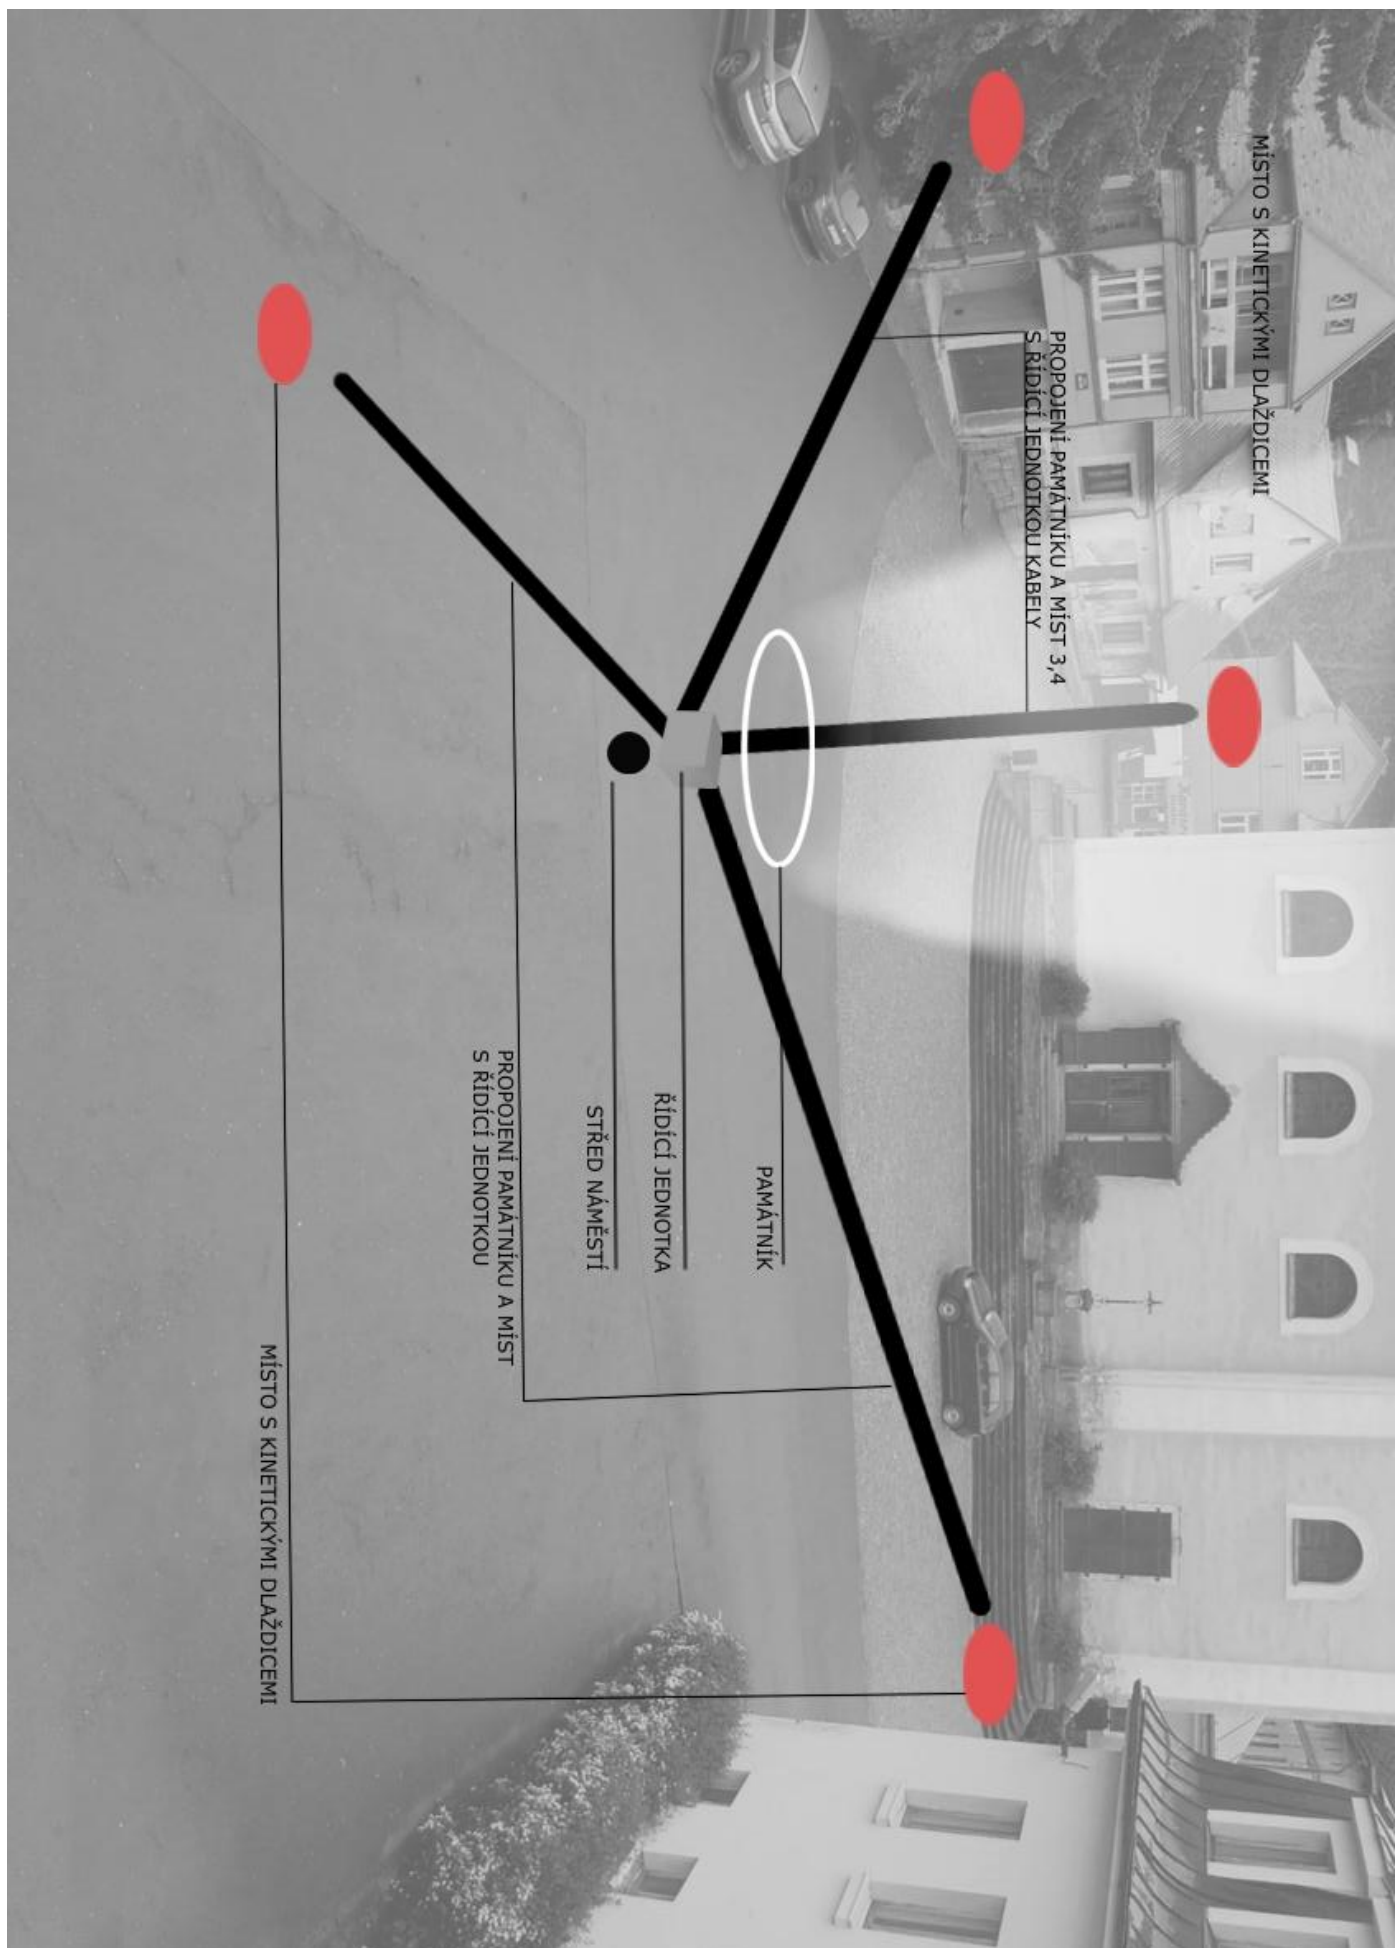 MÍSTO S KINETICKÝMI DLAŽDICEMI
PROPOJENÍ PAMÁTNÍKU A MÍST 3,4
S ŘÍDÍCÍ JEDNOTKOU KABELY
PAMÁTNÍK
ŘÍDÍCÍ JEDNOTKA
STŘED NÁMĚSTÍ
PROPOJENÍ PAMÁTNÍKU A MÍST
S ŘÍDÍCÍ JEDNOTKOU
MÍSTO S KINETICKÝMI DLAŽDICEMI